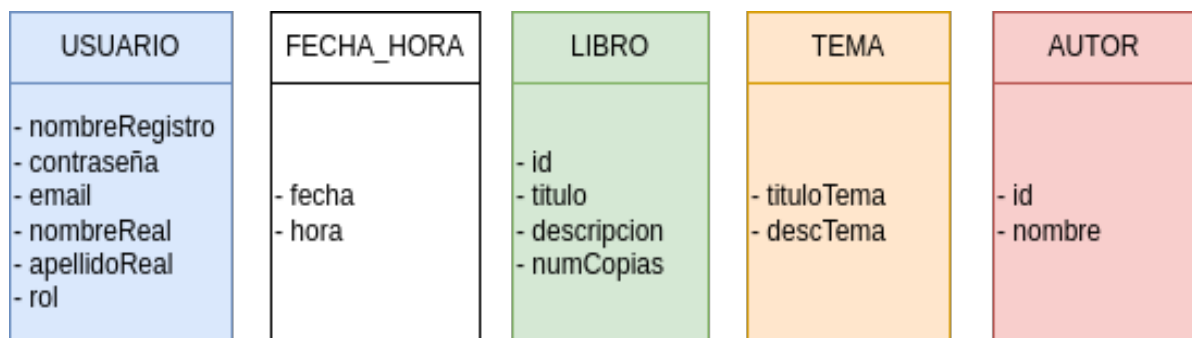 USUARIO
- nombreRegistro
- contraseña
- email
- nombreReal
- apellidoReal
- rol
FECHA_HORA
- fecha
- hora
LIBRO
- id
- titulo
- descripcion
- numCopias
TEMA
- tituloTema
- descTema
AUTOR
- id
- nombre